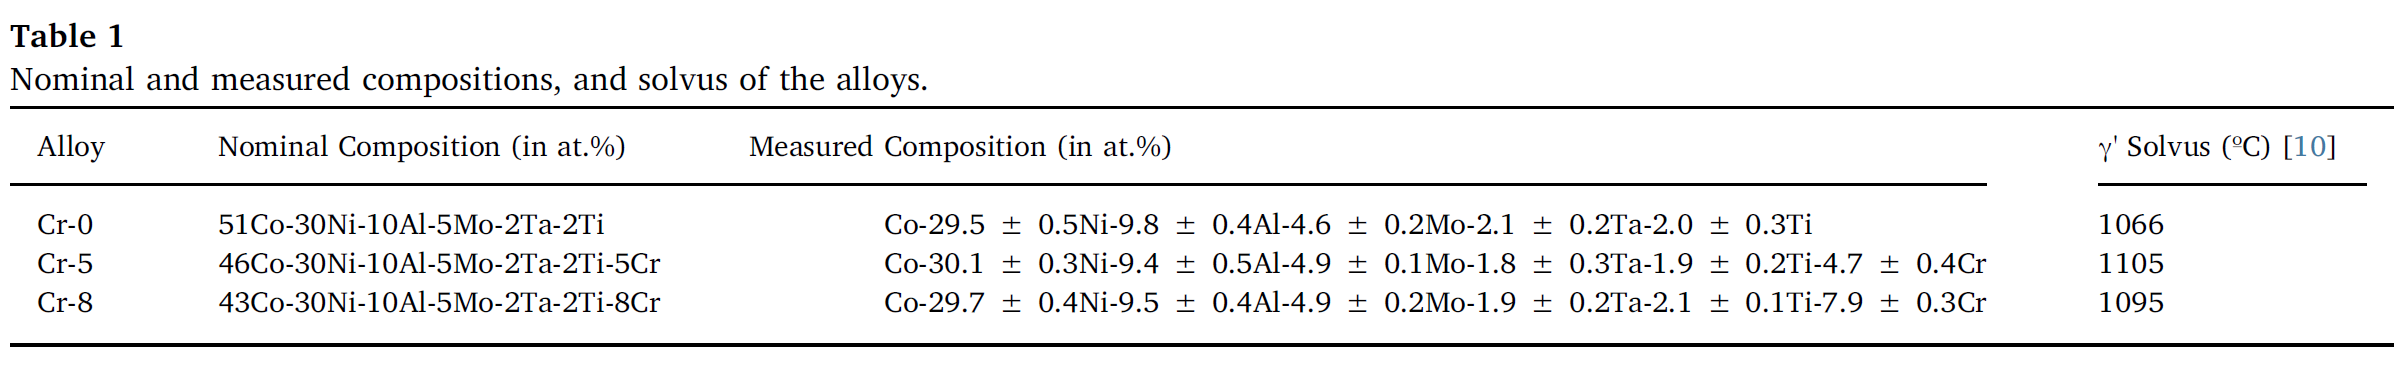 Table 1
Nominal and measured compositions, and solvus of the alloys.
Alloy Nominal Composition (in at.%) Measured Composition (in at.%) γ' Solvus (ºC) [10]
Cr-0 51Co-30Ni-10Al-5Mo-2Ta-2Ti Co-29.5 ± 0.5Ni-9.8 ± 0.4Al-4.6 ± 0.2Mo-2.1 ± 0.2Ta-2.0 ± 0.3Ti 1066
Cr-5 46Co-30Ni-10Al-5Mo-2Ta-2Ti-5Cr Co-30.1 ± 0.3Ni-9.4 ± 0.5Al-4.9 ± 0.1Mo-1.8 ± 0.3Ta-1.9 ± 0.2Ti-4.7 ± 0.4Cr 1105
Cr-8 43Co-30Ni-10Al-5Mo-2Ta-2Ti-8Cr Co-29.7 ± 0.4Ni-9.5 ± 0.4Al-4.9 ± 0.2Mo-1.9 ± 0.2Ta-2.1 ± 0.1Ti-7.9 ± 0.3Cr 1095